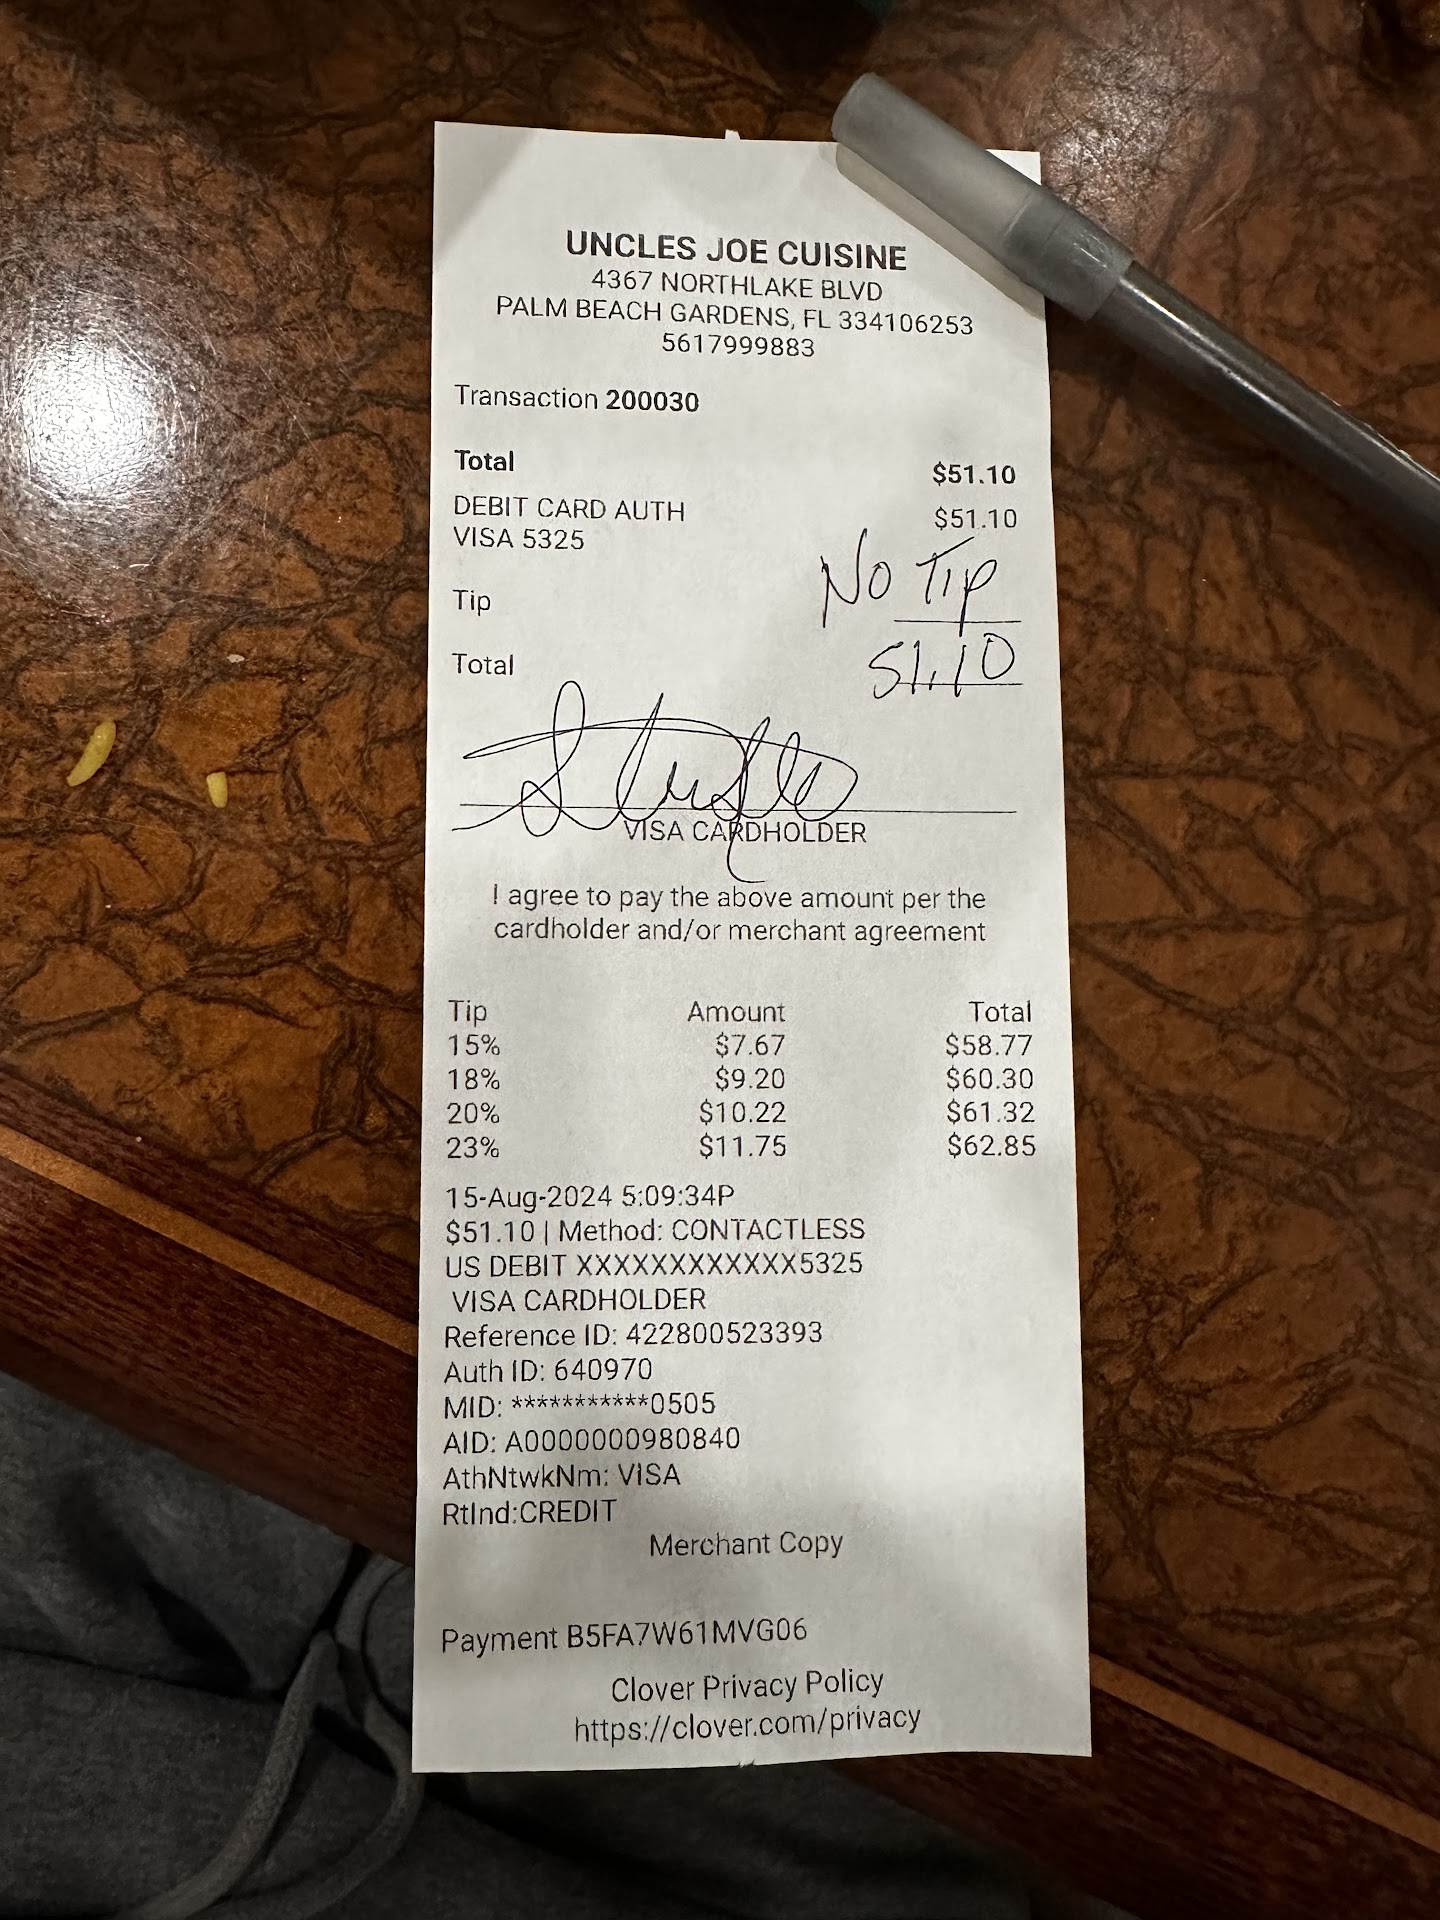 UNCLES JOE CUISINE
4367 NORTHLAKE BLVD
PALM BEACH GARDENS, FL 334106253
5617999883
Transaction 200030
Total $51.10
DEBIT CARD AUTH $51.10
VISA 5325
Tip No Tip
Total 51.10
VISA CARDHOLDER
I agree to pay the above amount per the
cardholder and/or merchant agreement
Tip Amount Total
15% $7.67 $58.77
18% $9.20 $60.30
20% $10.22 $61.32
23% $11.75 $62.85
15-Aug-2024 5:09:34P
$51.10 | Method: CONTACTLESS
US DEBIT XXXXXXXXXXXX5325
VISA CARDHOLDER
Reference ID: 422800523393
Auth ID: 640970
MID: ***********0505
AID: A0000000980840
AthNtwkNm: VISA
RtInd:CREDIT
Merchant Copy
Payment B5FA7W61MVG06
Clover Privacy Policy
https://clover.com/privacy